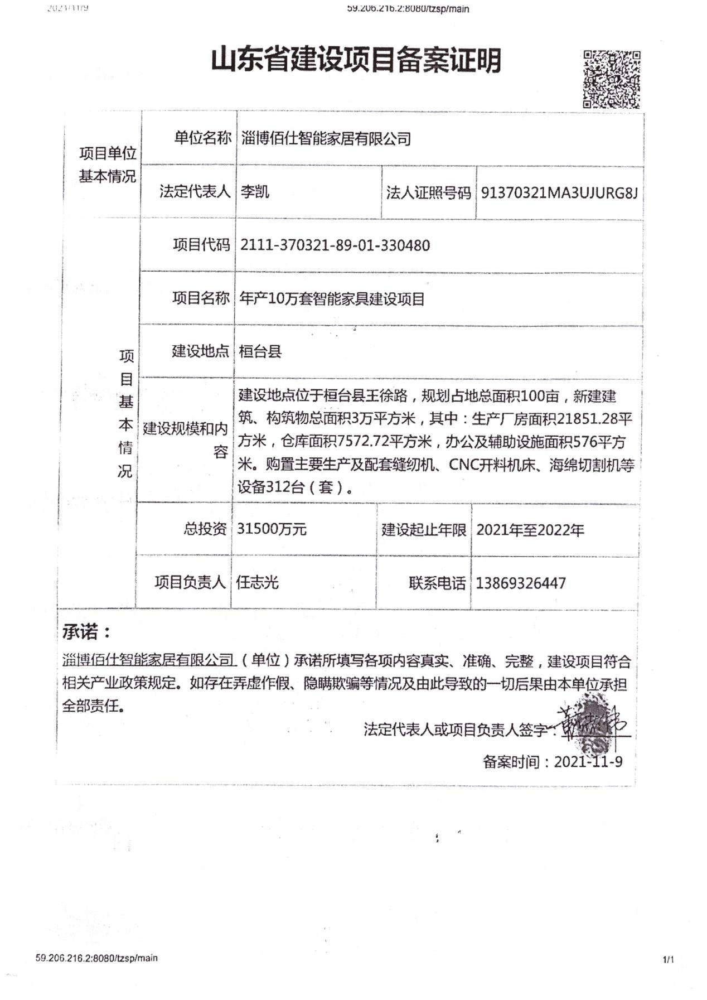 2021/11/9
59.206.216.2:8080/tzsp/main
山东省建设项目备案证明
项目单位
基本情况
单位名称
淄博佰仕智能家居有限公司
法定代表人
李凯
法人证照号码
91370321MA3UJURG8J
项目基本情况
项目代码
2111-370321-89-01-330480
项目名称
年产10万套智能家具建设项目
建设地点
桓台县
建设规模和内
容
建设地点位于桓台县王徐路，规划占地总面积100亩，新建建
筑、构筑物总面积3万平方米，其中：生产厂房面积21851.28平
方米，仓库面积7572.72平方米，办公及辅助设施面积576平方
米。购置主要生产及配套缝纫机、CNC开料机床、海绵切割机等
设备312台（套）。
总投资
31500万元
建设起止年限
2021年至2022年
项目负责人
任志光
联系电话
13869326447
承诺：
淄博佰仕智能家居有限公司（单位）承诺所填写各项内容真实、准确、完整，建设项目符合
相关产业政策规定。如存在弄虚作假、隐瞒欺骗等情况及由此导致的一切后果由本单位承担
全部责任。
法定代表人或项目负责人签字：
备案时间：2021-11-9
59.206.216.2:8080/tzsp/main
1/1